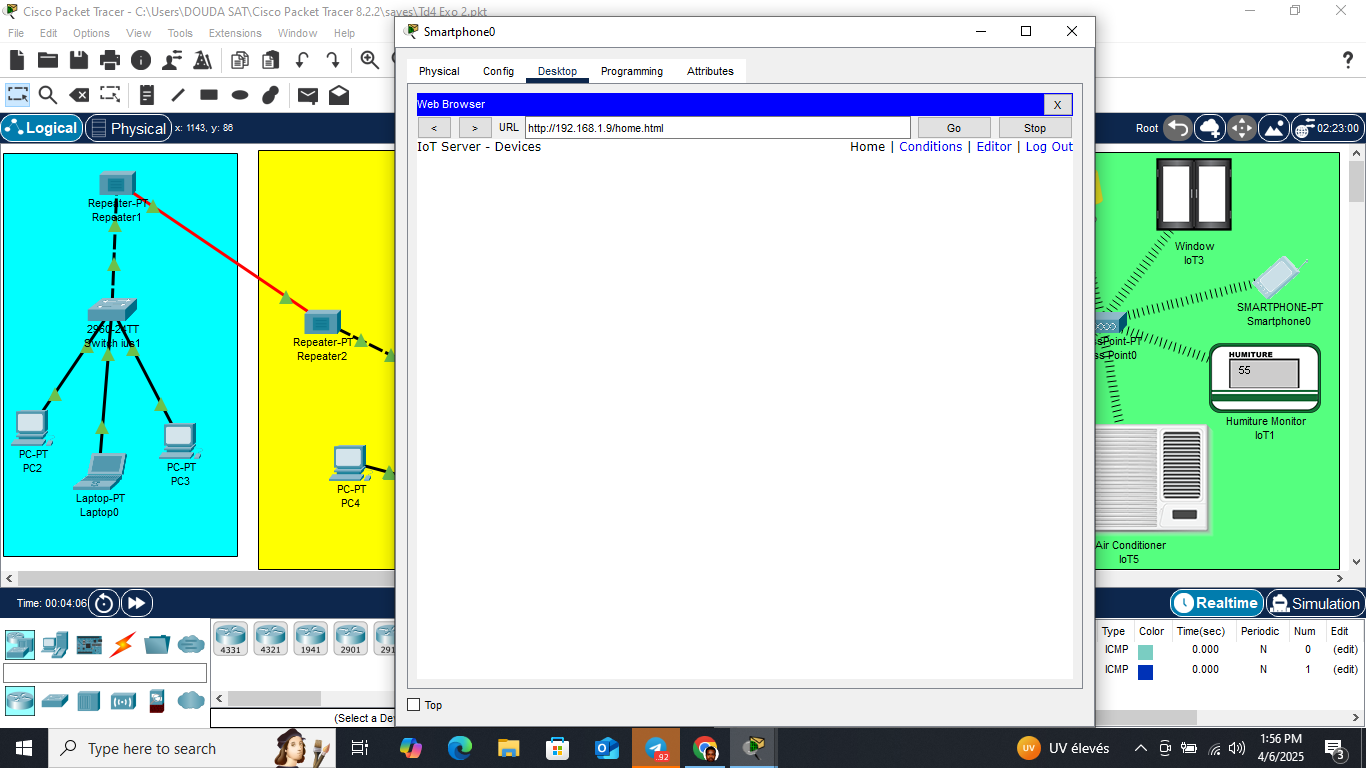 Cisco Packet Tracer - C:\Users\DOUDA SAT\Cisco Packet Tracer 8.2.2\saves\Td4 Exo 2.pkt
File Edit Options View Tools Extensions Window Help
Logical Physical x: 1143, y: 86
Root 02:23:00
Smartphone0
Physical Config Desktop Programming Attributes
Web Browser X
< > URL http://192.168.1.9/home.html Go Stop
IoT Server - Devices Home | Conditions | Editor | Log Out
Repeater-PT
Repeater1
2950-24TT
Switch ius1
PC-PT
PC2
Laptop-PT
Laptop0
PC-PT
PC3
Repeater-PT
Repeater2
PC-PT
PC4
Window
IoT3
SMARTPHONE-PT
Smartphone0
ssPoint-PT
ss Point0
HUMITURE
55
Humiture Monitor
IoT1
Air Conditioner
IoT5
Top
Time: 00:04:06
Realtime Simulation
4331 4321 1941 2901 291
(Select a Dev
Type Color Time(sec) Periodic Num Edit
ICMP 0.000 N 0 (edit)
ICMP 0.000 N 1 (edit)
Type here to search
.92
UV UV élevés
1:56 PM
4/6/2025
3